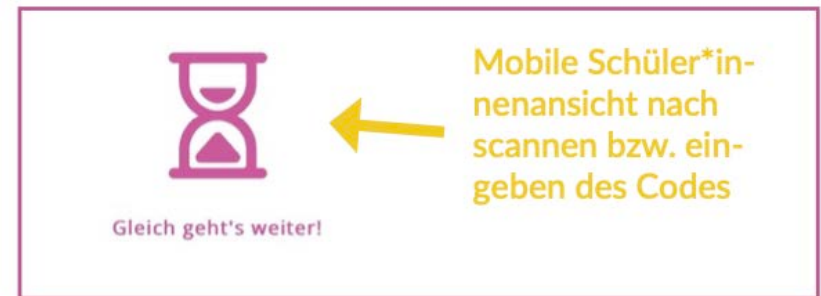 Mobile Schüler*in-
nenansicht nach
scannen bzw. ein-
geben des Codes
Gleich geht's weiter!